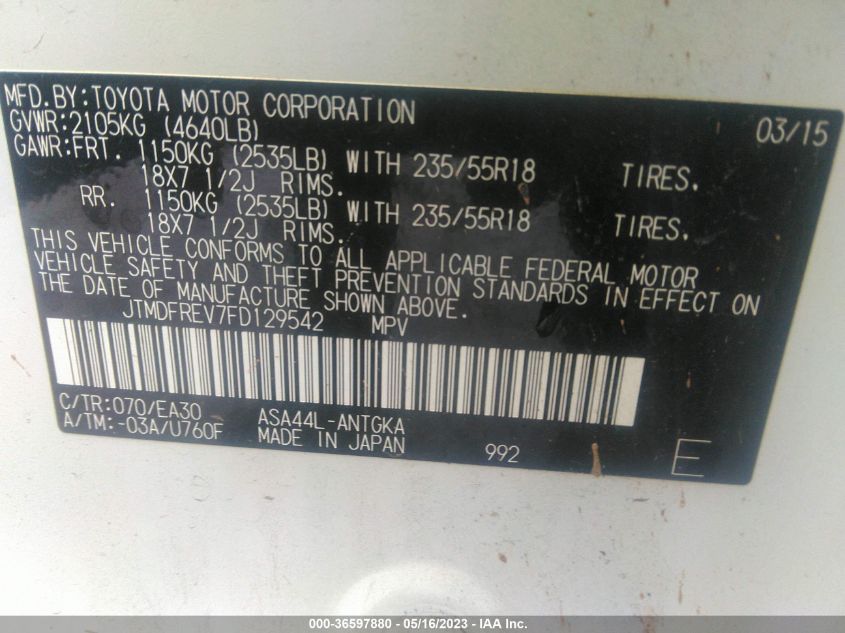 MFD.BY:TOYOTA MOTOR CORPORATION 03/15
GVWR:2105KG (4640LB)
GAWR:FRT. 1150KG (2535LB) WITH 235/55R18 TIRES.
18X7 1/2J RIMS.
RR. 1150KG (2535LB) WITH 235/55R18 TIRES.
18X7 1/2J RIMS.
THIS VEHICLE CONFORMS TO ALL APPLICABLE FEDERAL MOTOR
VEHICLE SAFETY AND THEFT PREVENTION STANDARDS IN EFFECT ON
THE DATE OF MANUFACTURE SHOWN ABOVE.
JTMDFREV7FD129542 MPV
C/TR:070/EA30 ASA44L-ANTGKA
A/TM:-03A/U760F MADE IN JAPAN 992 E
000-36597880 - 05/16/2023 - IAA Inc.